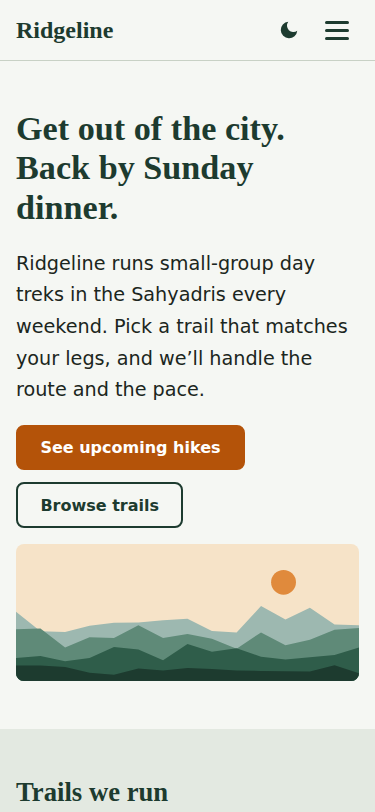 Ridgeline
Get out of the city.
Back by Sunday
dinner.
Ridgeline runs small-group day
treks in the Sahyadris every
weekend. Pick a trail that matches
your legs, and we’ll handle the
route and the pace.
See upcoming hikes
Browse trails
Trails we run